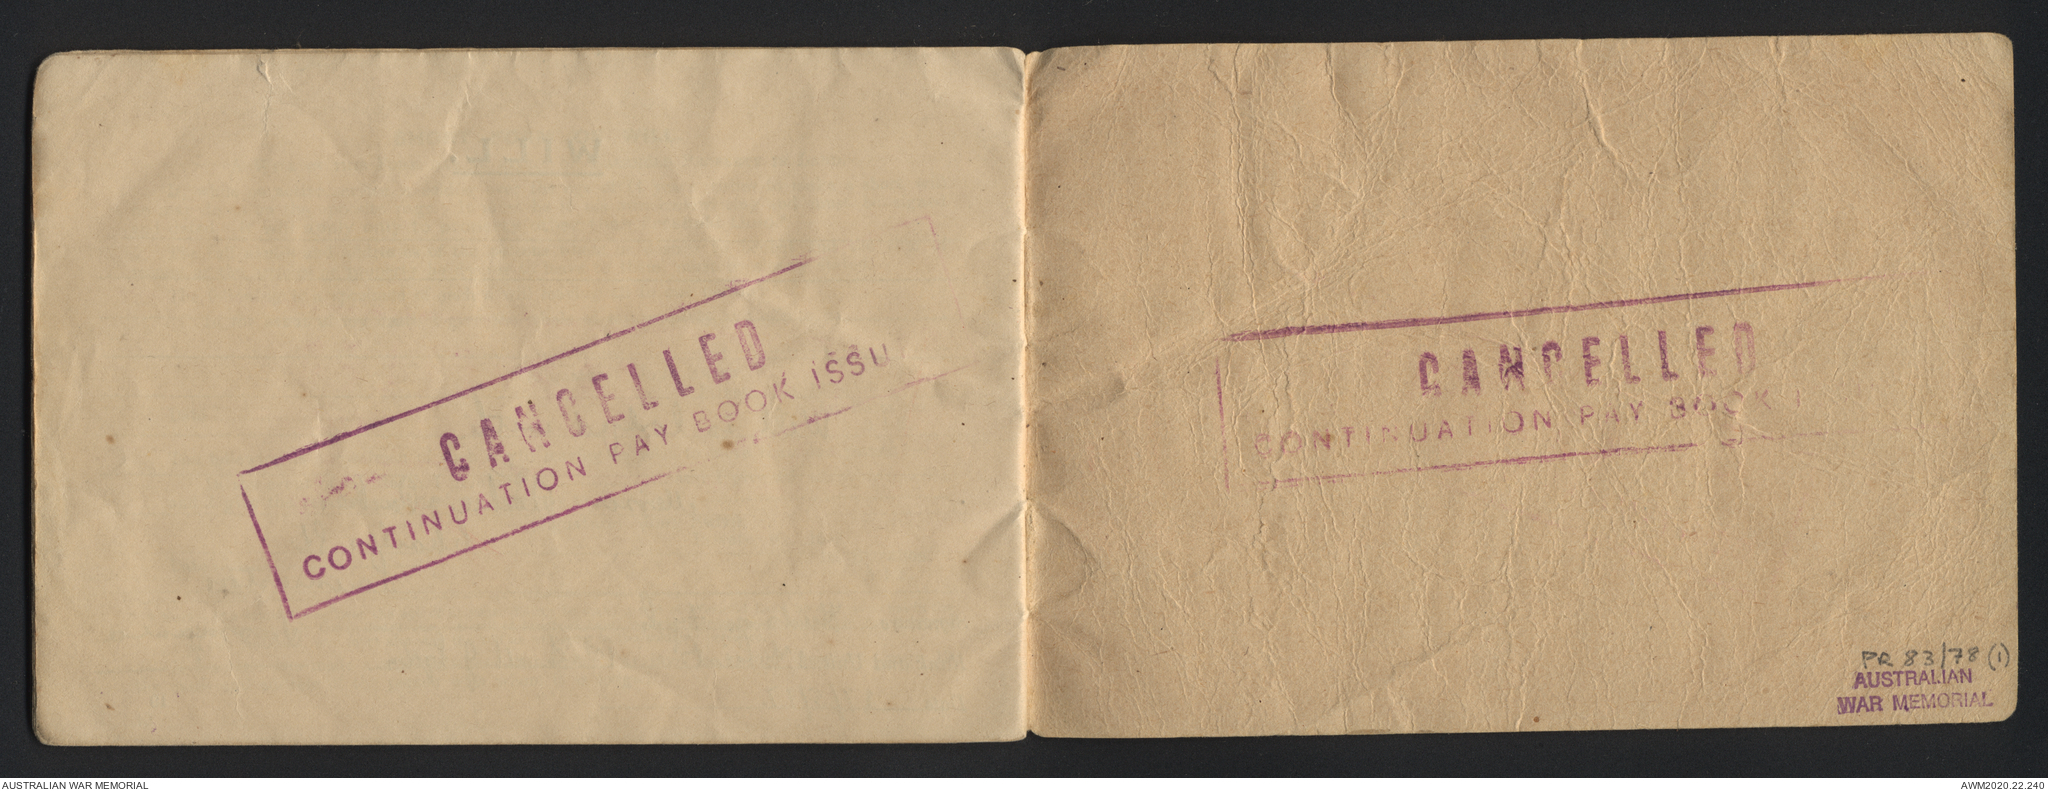 CANCELLED
CONTINUATION PAY BOOK ISSU
CANCELLED
CONTINUATION PAY BOOK
PR 83/78 (1)
AUSTRALIAN
WAR MEMORIAL
AUSTRALIAN WAR MEMORIAL
AWM2020.22.240